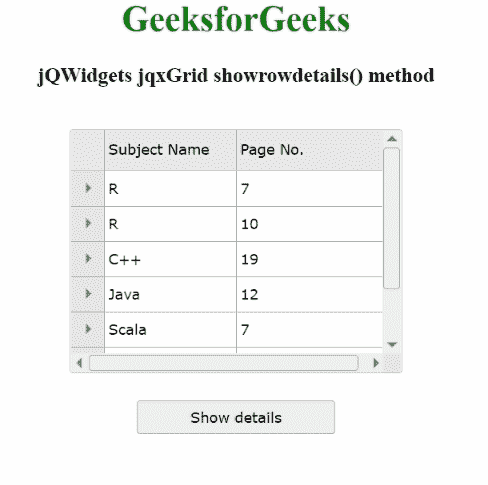 GeeksforGeeks
jQWidgets jqxGrid showrowdetails() method
Subject Name Page No.
R 7
R 10
C++ 19
Java 12
Scala 7
Show details